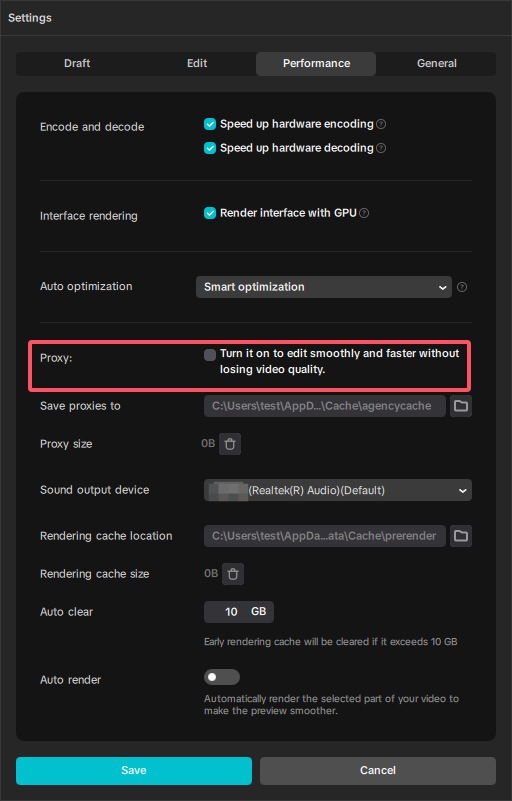 Settings
Draft Edit Performance General
Encode and decode
Speed up hardware encoding
Speed up hardware decoding
Interface rendering
Render interface with GPU
Auto optimization
Smart optimization
Proxy:
Turn it on to edit smoothly and faster without
losing video quality.
Save proxies to
C:\Users\test\AppD...\Cache\agencycache
Proxy size
0B
Sound output device
(Realtek(R) Audio)(Default)
Rendering cache location
C:\Users\test\AppDa...ata\Cache\prerender
Rendering cache size
0B
Auto clear
10 GB
Early rendering cache will be cleared if it exceeds 10 GB
Auto render
Automatically render the selected part of your video to
make the preview smoother.
Save Cancel